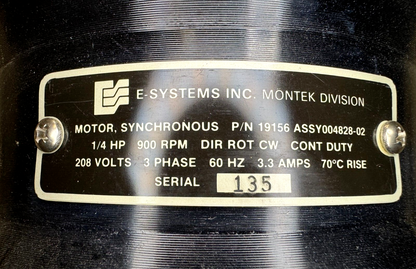 E-SYSTEMS INC. MONTEK DIVISION
MOTOR, SYNCHRONOUS P/N 19156 ASSY004828-02
1/4 HP 900 RPM DIR ROT CW CONT DUTY
208 VOLTS 3 PHASE 60 HZ 3.3 AMPS 70°C RISE
SERIAL 135